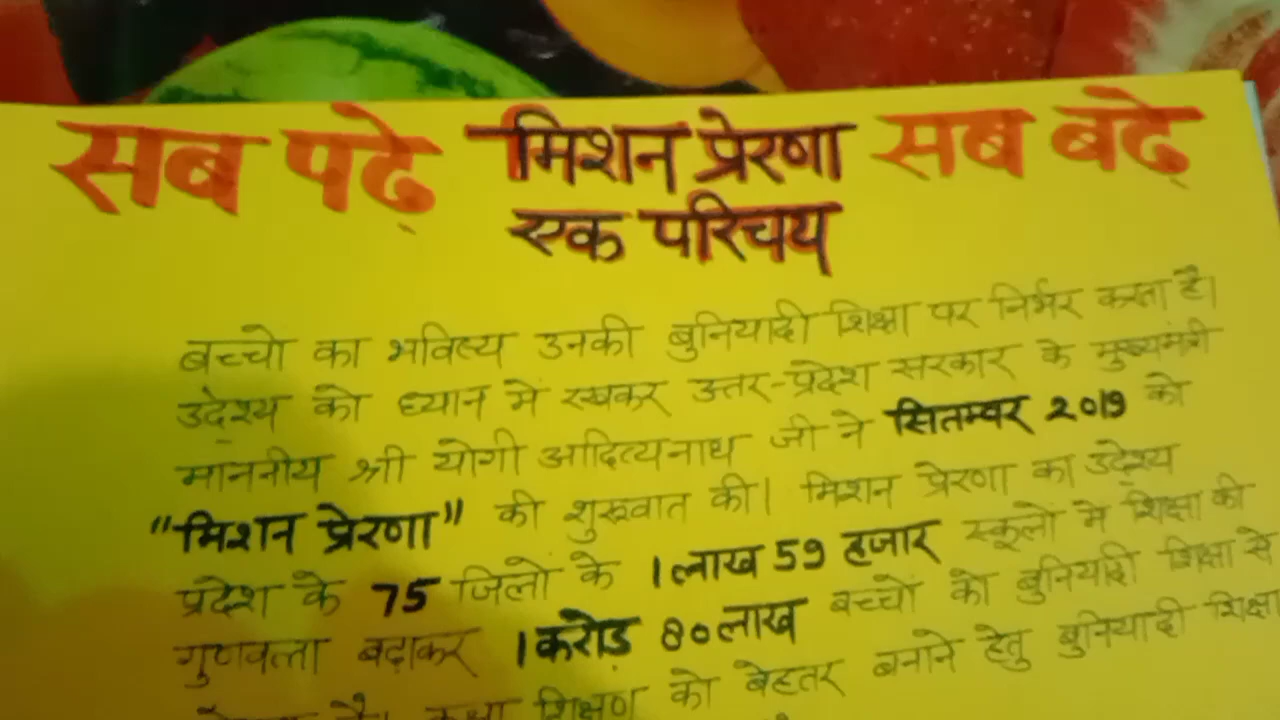 सब पढे़ मिशन प्रेरणा सब बढे़
एक परिचय
बच्चो का भविष्य उनकी बुनियादी शिक्षा पर निर्भर करता है।
उद्देश्य को ध्यान मे रखकर उत्तर-प्रदेश सरकार के मुख्यमंत्री
माननीय श्री योगी आदित्यनाथ जी ने सितम्बर 2019 को
"मिशन प्रेरणा" की शुरूवात की। मिशन प्रेरणा का उद्देश्य
प्रदेश के 75 जिलो के 1 लाख 59 हजार स्कूलो मे शिक्षा की
गुणवत्ता बढ़ाकर 1 करोड़ 80 लाख बच्चो को बुनियादी शिक्षा से
है। कक्षा शिक्षण को बेहतर बनाने हेतु बुनियादी शिक्षा